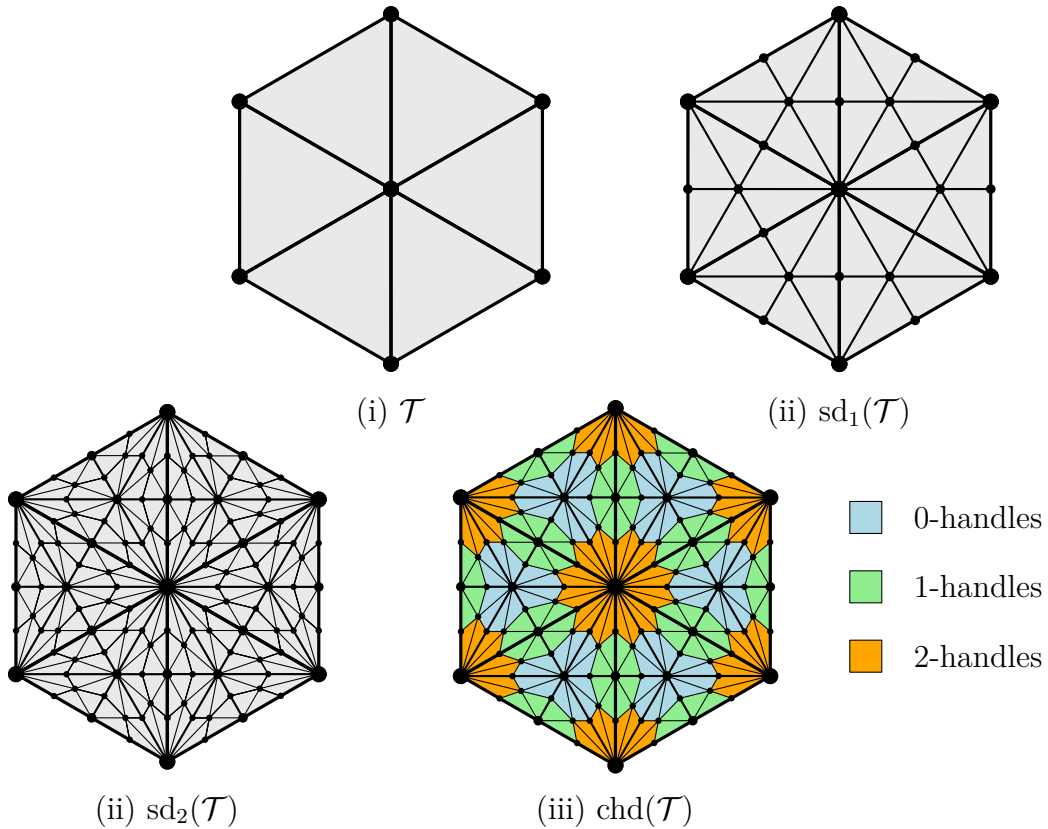 (i) 𝒯
(ii) sd₁(𝒯)
0-handles
1-handles
2-handles
(ii) sd₂(𝒯)
(iii) chd(𝒯)